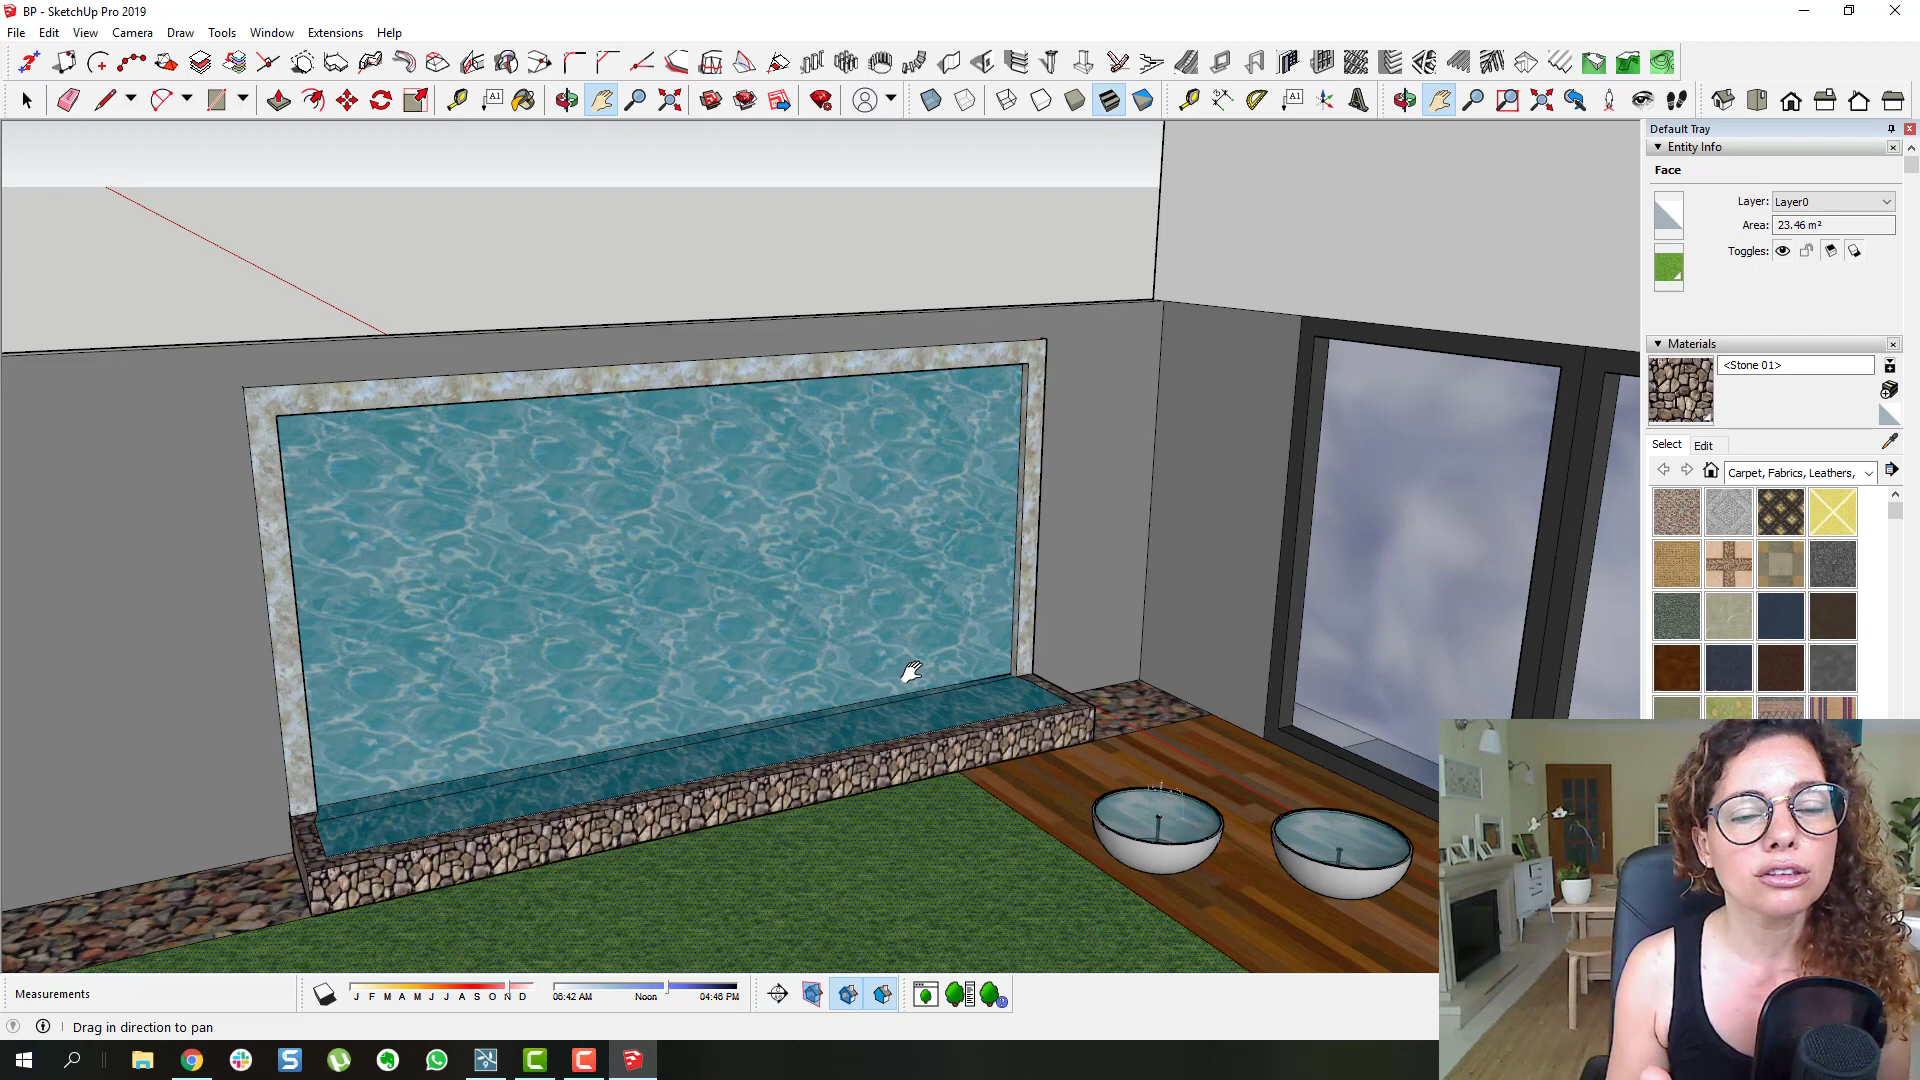 BP - SketchUp Pro 2019
File Edit View Camera Draw Tools Window Extensions Help
A1
A1
Default Tray
Entity Info
Face
Layer: Layer0
Area: 23.46 m²
Toggles:
Materials
<Stone 01>
Select Edit
Carpet, Fabrics, Leathers,
Measurements
J F M A M J J A S O N D
06:42 AM Noon 04:46 PM
Drag in direction to pan